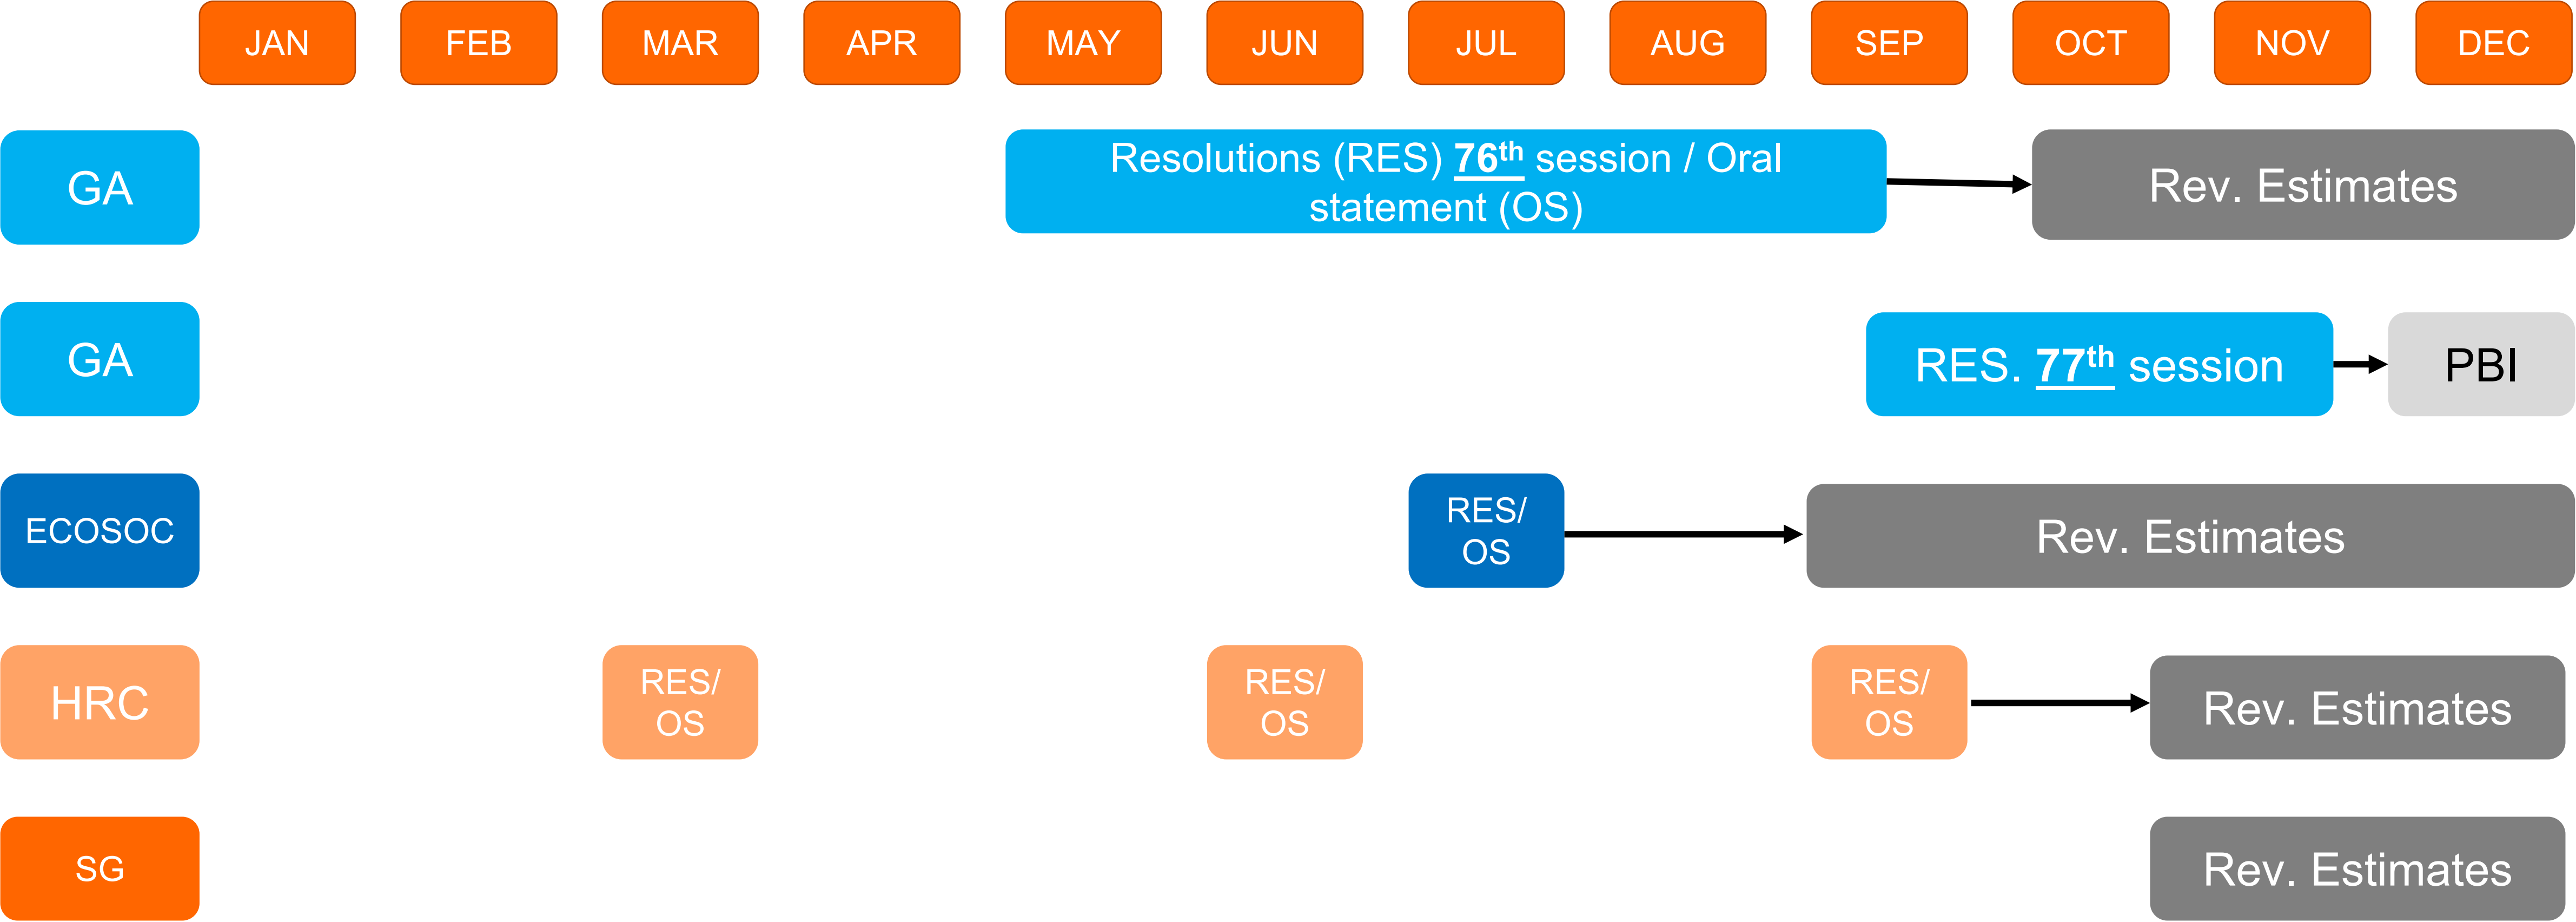 JAN FEB MAR APR MAY JUN JUL AUG SEP OCT NOV DEC
GA
Resolutions (RES) 76th session / Oral
statement (OS)
Rev. Estimates
GA
RES. 77th session
PBI
ECOSOC
RES/
OS
Rev. Estimates
HRC
RES/
OS
RES/
OS
RES/
OS
Rev. Estimates
SG
Rev. Estimates